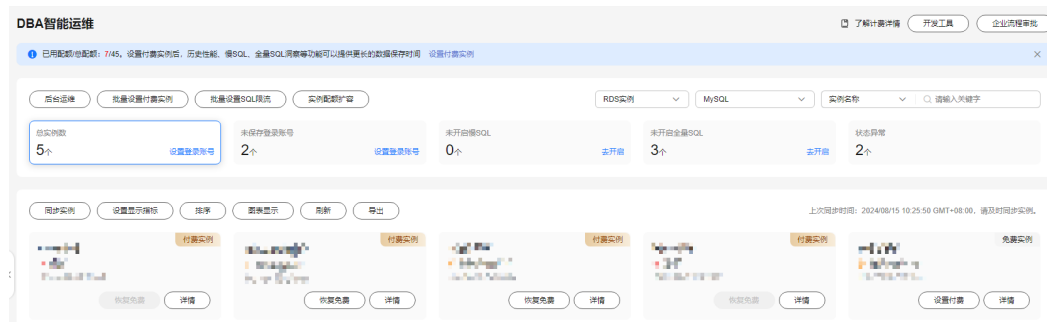 DBA智能运维
了解计费详情 开发工具 企业流程审批
已用配额/总配额：7/45。设置付费实例后，历史性能、慢SQL、全量SQL洞察等功能可以提供更长的数据保存时间 设置付费实例
后台运维 批量设置付费实例 批量设置SQL限流 实例配额扩容 RDS实例 MySQL 实例名称 请输入关键字
总实例数 未保存登录账号 未开启慢SQL 未开启全量SQL 状态异常
5个 设置登录账号 2个 设置登录账号 0个 去开启 3个 去开启 2个
同步实例 设置显示指标 排序 图表显示 刷新 导出 上次同步时间：2024/08/15 10:25:50 GMT+08:00，请及时同步实例。
付费实例 付费实例 付费实例 付费实例 免费实例
恢复免费 详情 恢复免费 详情 恢复免费 详情 恢复免费 详情 设置付费 详情